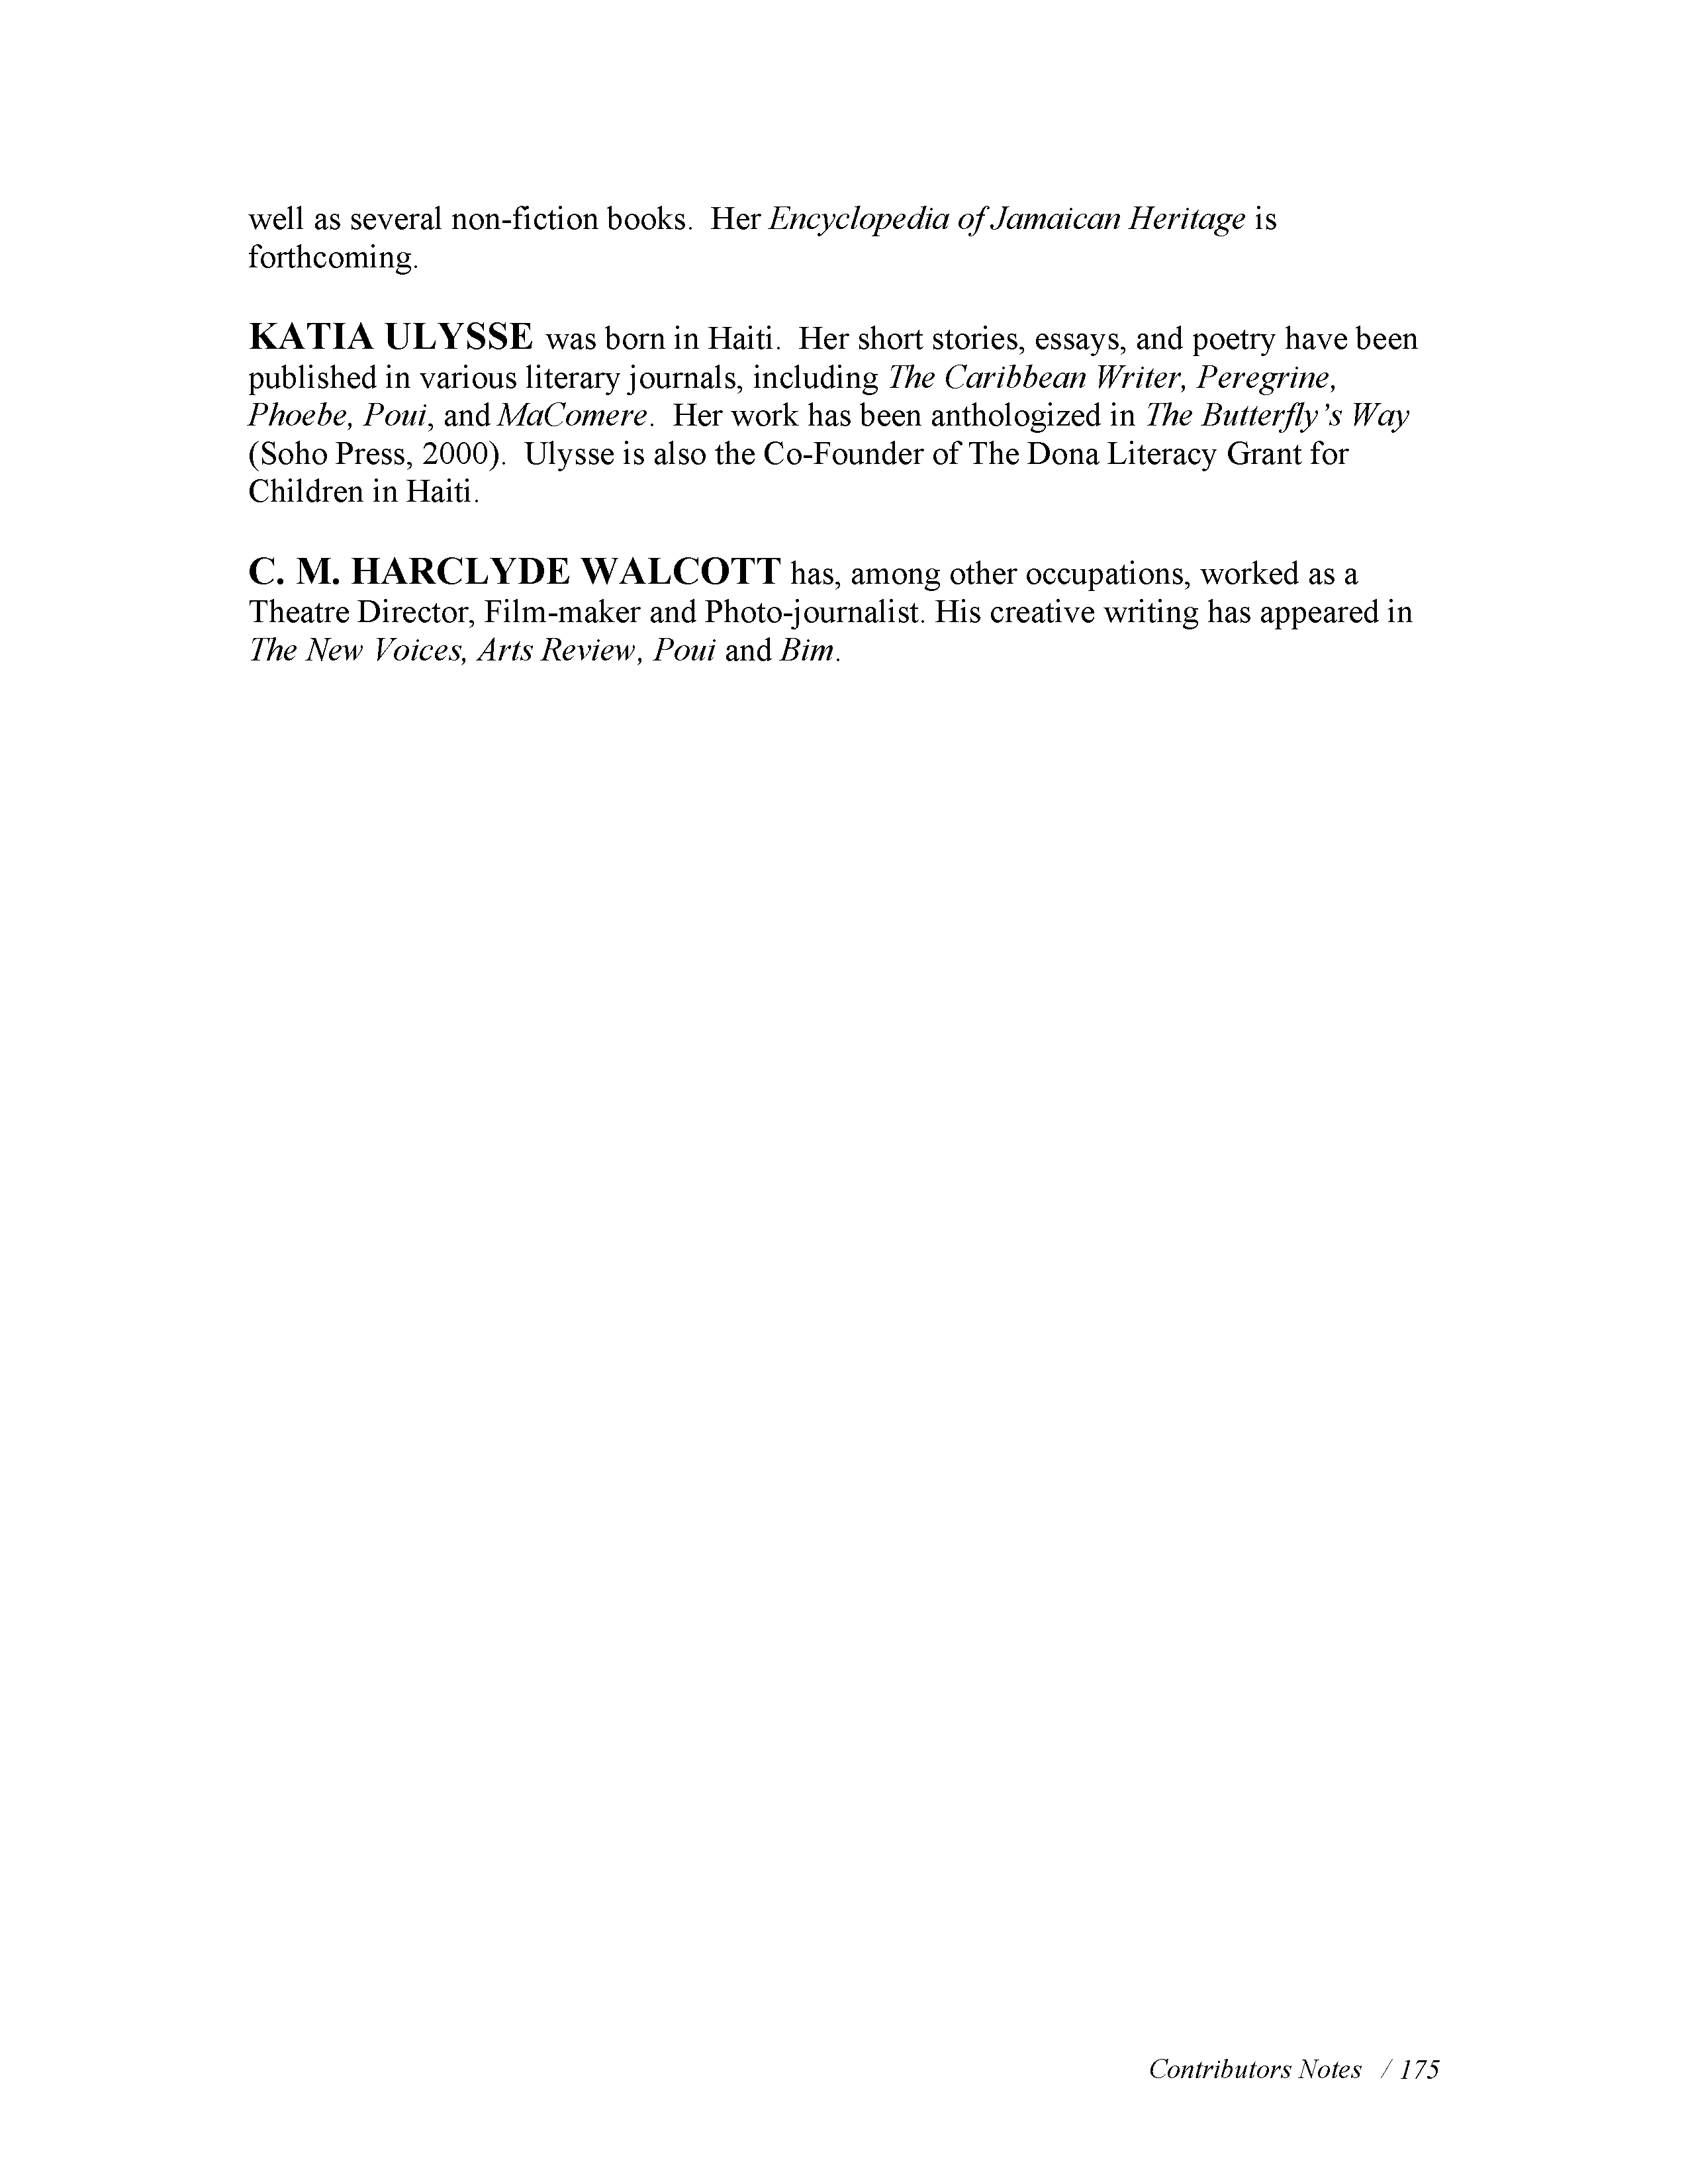 well as several non-fiction books.  Her Encyclopedia of Jamaican Heritage is
forthcoming.
KATIA ULYSSE was born in Haiti.  Her short stories, essays, and poetry have been
published in various literary journals, including The Caribbean Writer, Peregrine,
Phoebe, Poui, and MaComere.  Her work has been anthologized in The Butterfly’s Way
(Soho Press, 2000).  Ulysse is also the Co-Founder of The Dona Literacy Grant for
Children in Haiti.
C. M. HARCLYDE WALCOTT has, among other occupations, worked as a
Theatre Director, Film-maker and Photo-journalist. His creative writing has appeared in
The New Voices, Arts Review, Poui and Bim.
Contributors Notes  / 175